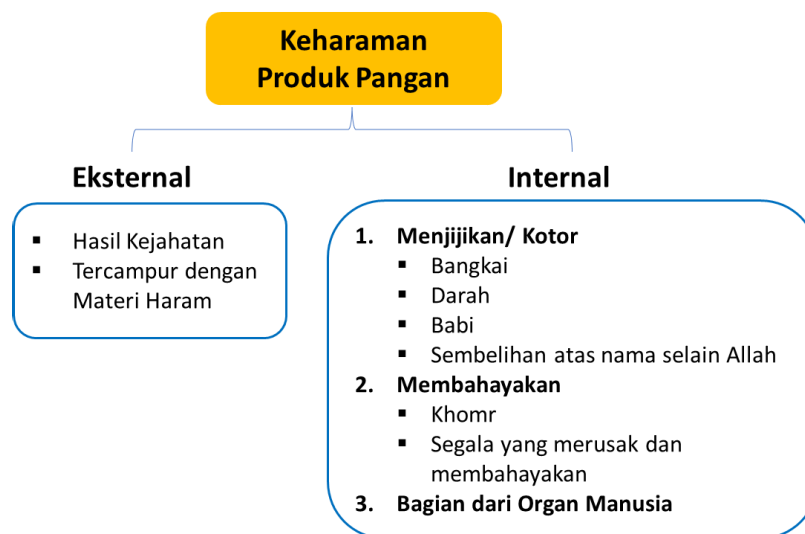 Keharaman
Produk Pangan
Eksternal
▪ Hasil Kejahatan
▪ Tercampur dengan
Materi Haram
Internal
1. Menjijikan/ Kotor
▪ Bangkai
▪ Darah
▪ Babi
▪ Sembelihan atas nama selain Allah
2. Membahayakan
▪ Khomr
▪ Segala yang merusak dan
membahayakan
3. Bagian dari Organ Manusia